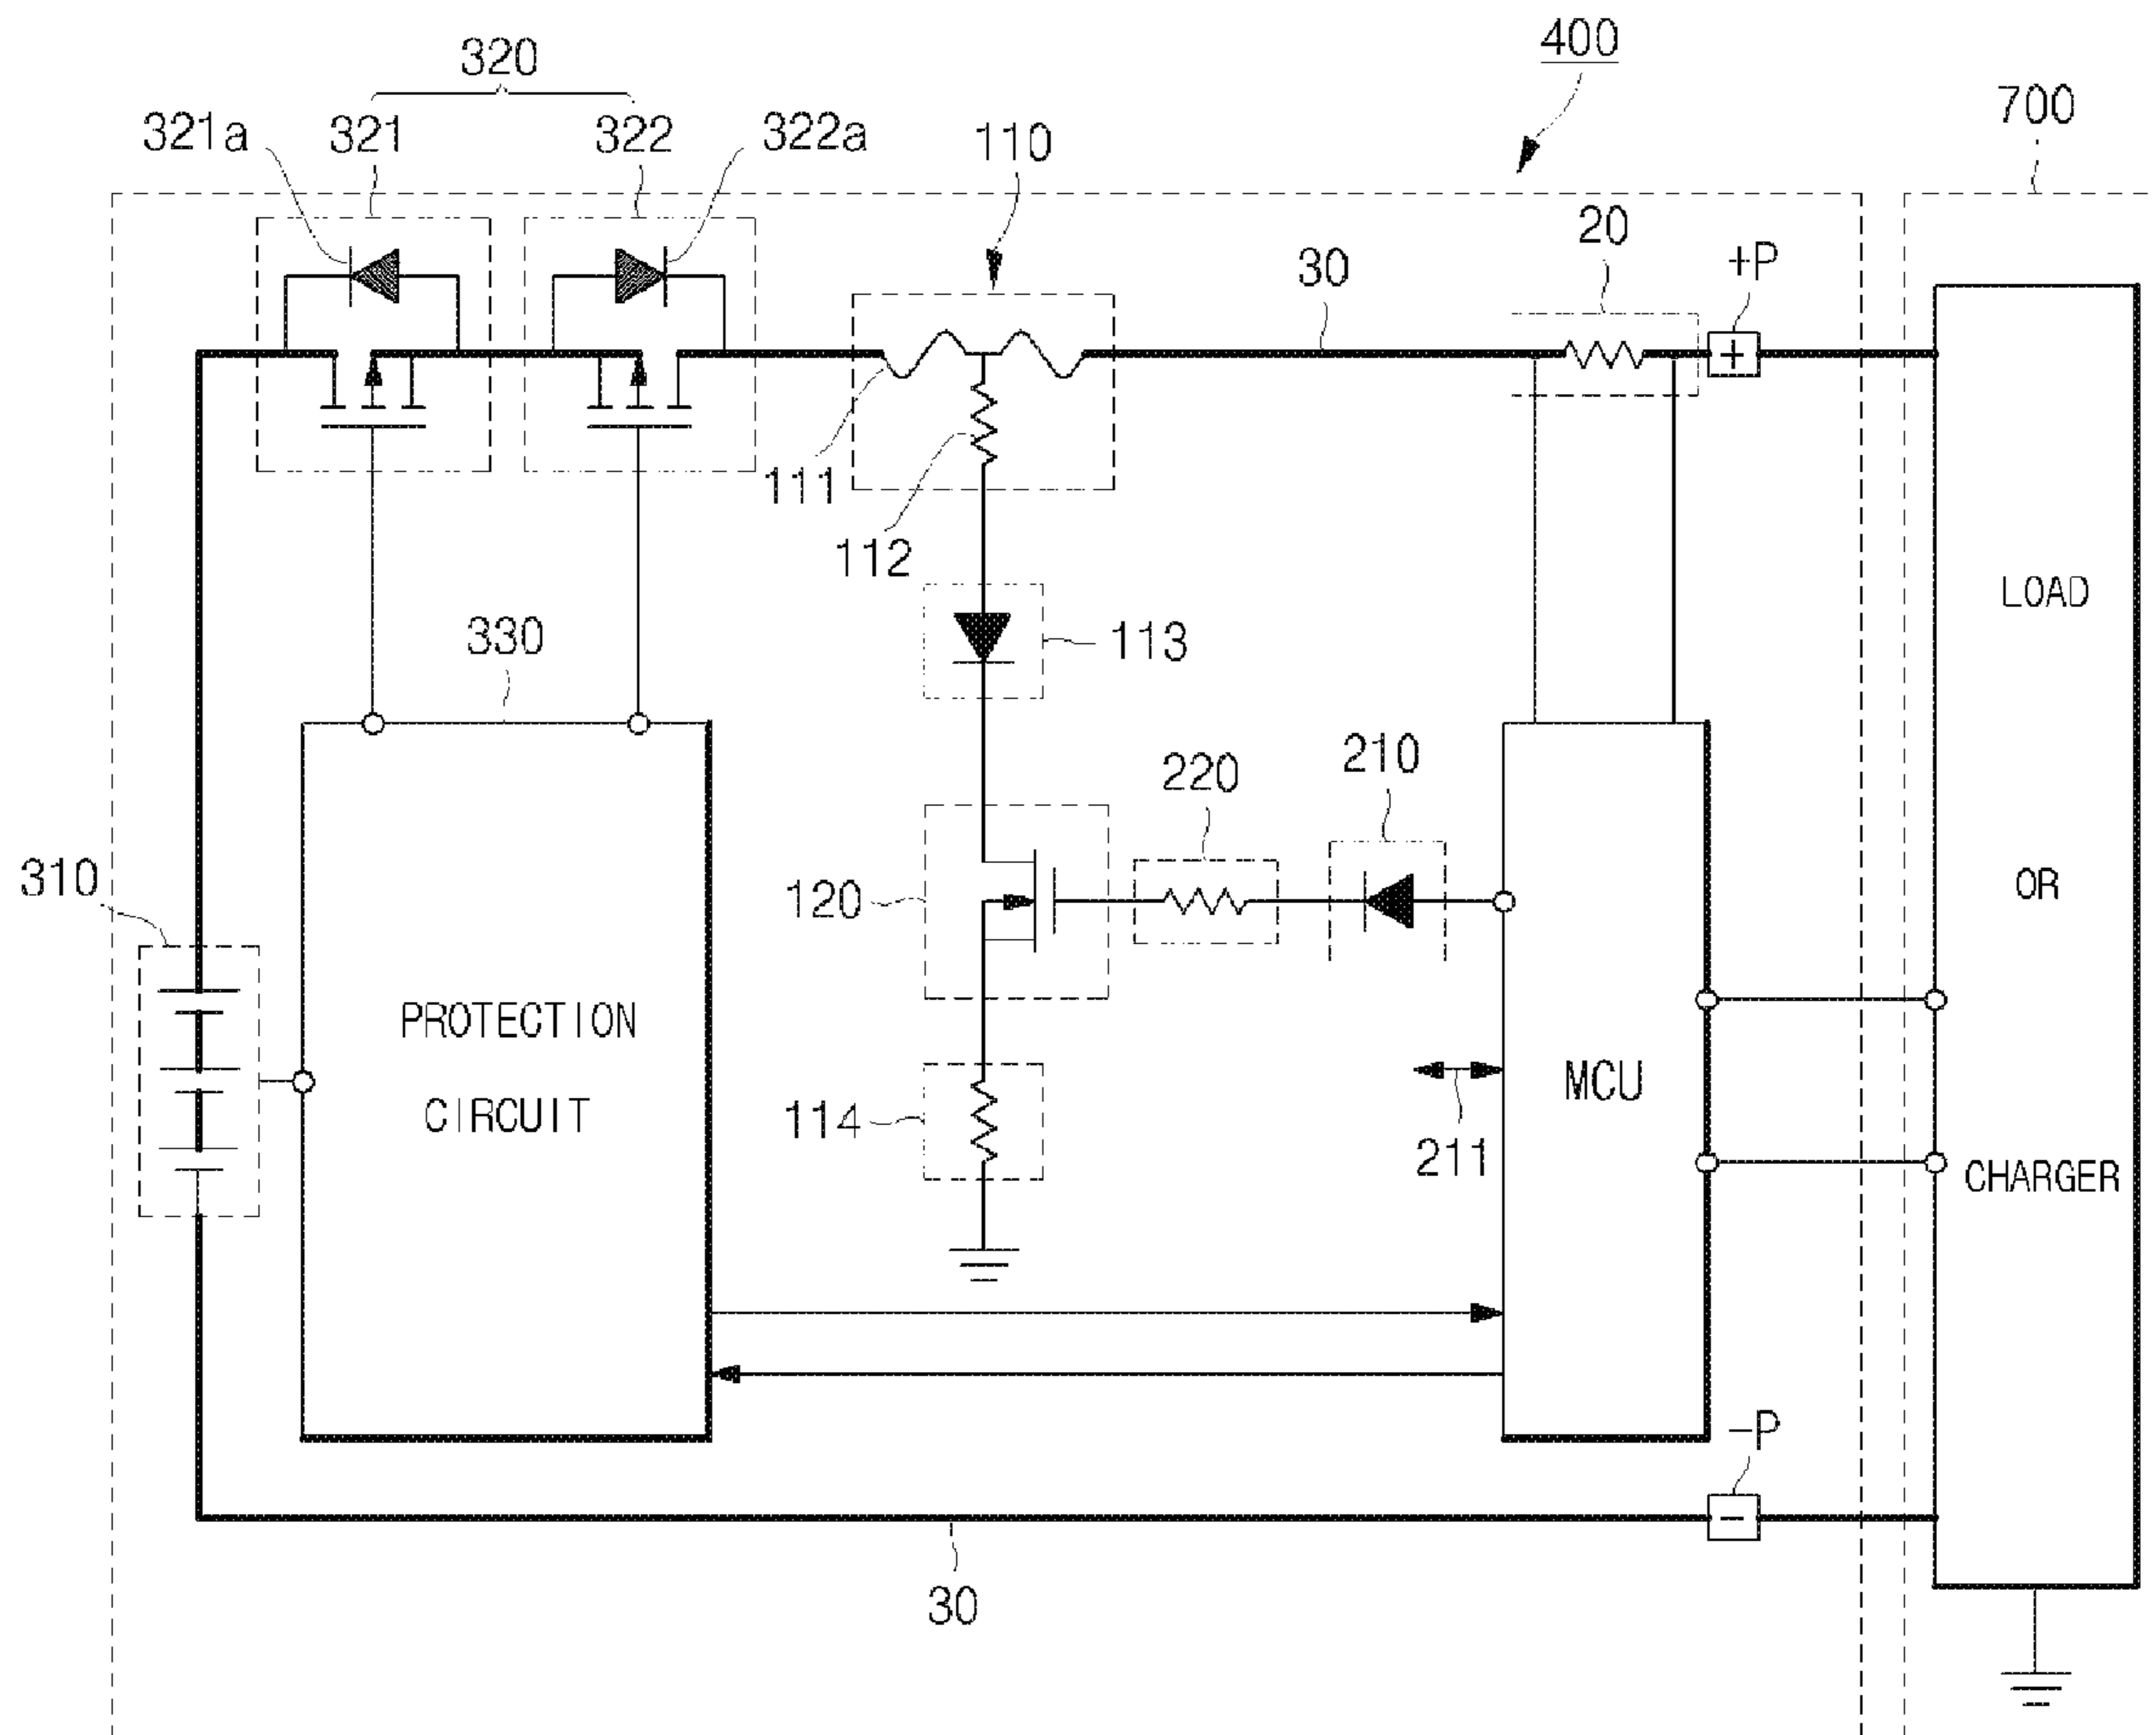 400
320
700
321a
321
322
322a
110
20
+P
30
+
111
112
LOAD
330
113
210
220
310
120
OR
PROTECTION
CIRCUIT
MCU
114
211
CHARGER
-P
-
30